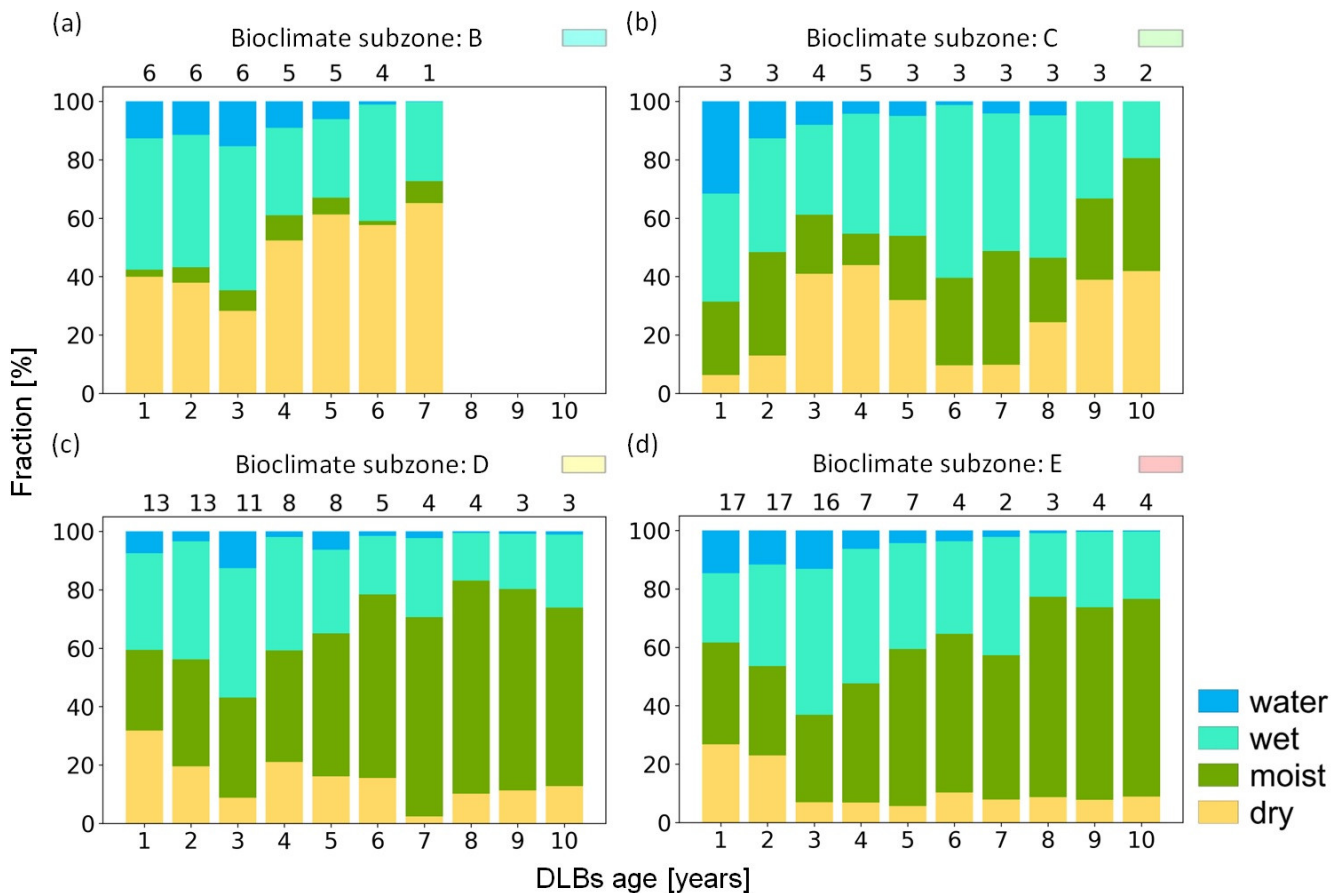 (a)
Bioclimate subzone: B
6 6 6 5 5 4 1
100
80
60
40
20
0
1 2 3 4 5 6 7 8 9 10
(b)
Bioclimate subzone: C
3 3 4 5 3 3 3 3 3 2
100
80
60
40
20
0
1 2 3 4 5 6 7 8 9 10
Fraction [%]
(c)
Bioclimate subzone: D
13 13 11 8 8 5 4 4 3 3
100
80
60
40
20
0
1 2 3 4 5 6 7 8 9 10
(d)
Bioclimate subzone: E
17 17 16 7 7 4 2 3 4 4
100
80
60
40
20
0
1 2 3 4 5 6 7 8 9 10
water
wet
moist
dry
DLBs age [years]